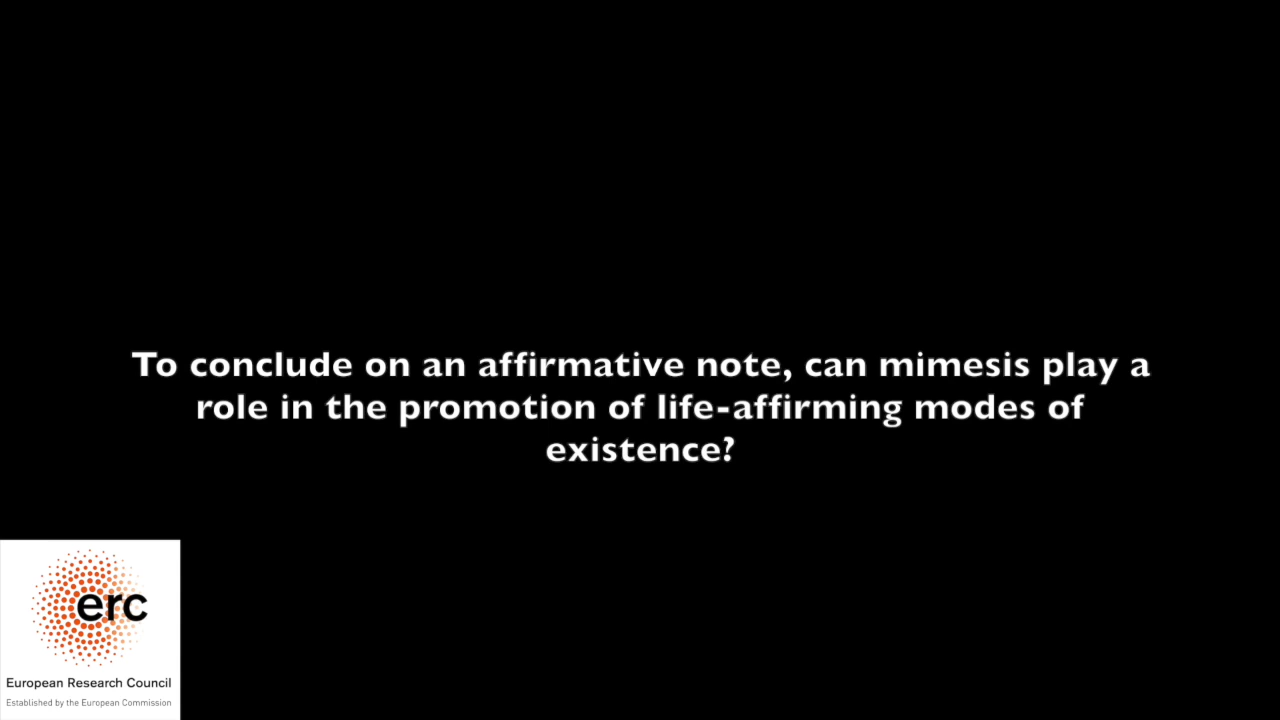 To conclude on an affirmative note, can mimesis play a
role in the promotion of life-affirming modes of
existence?
erc
European Research Council
Established by the European Commission